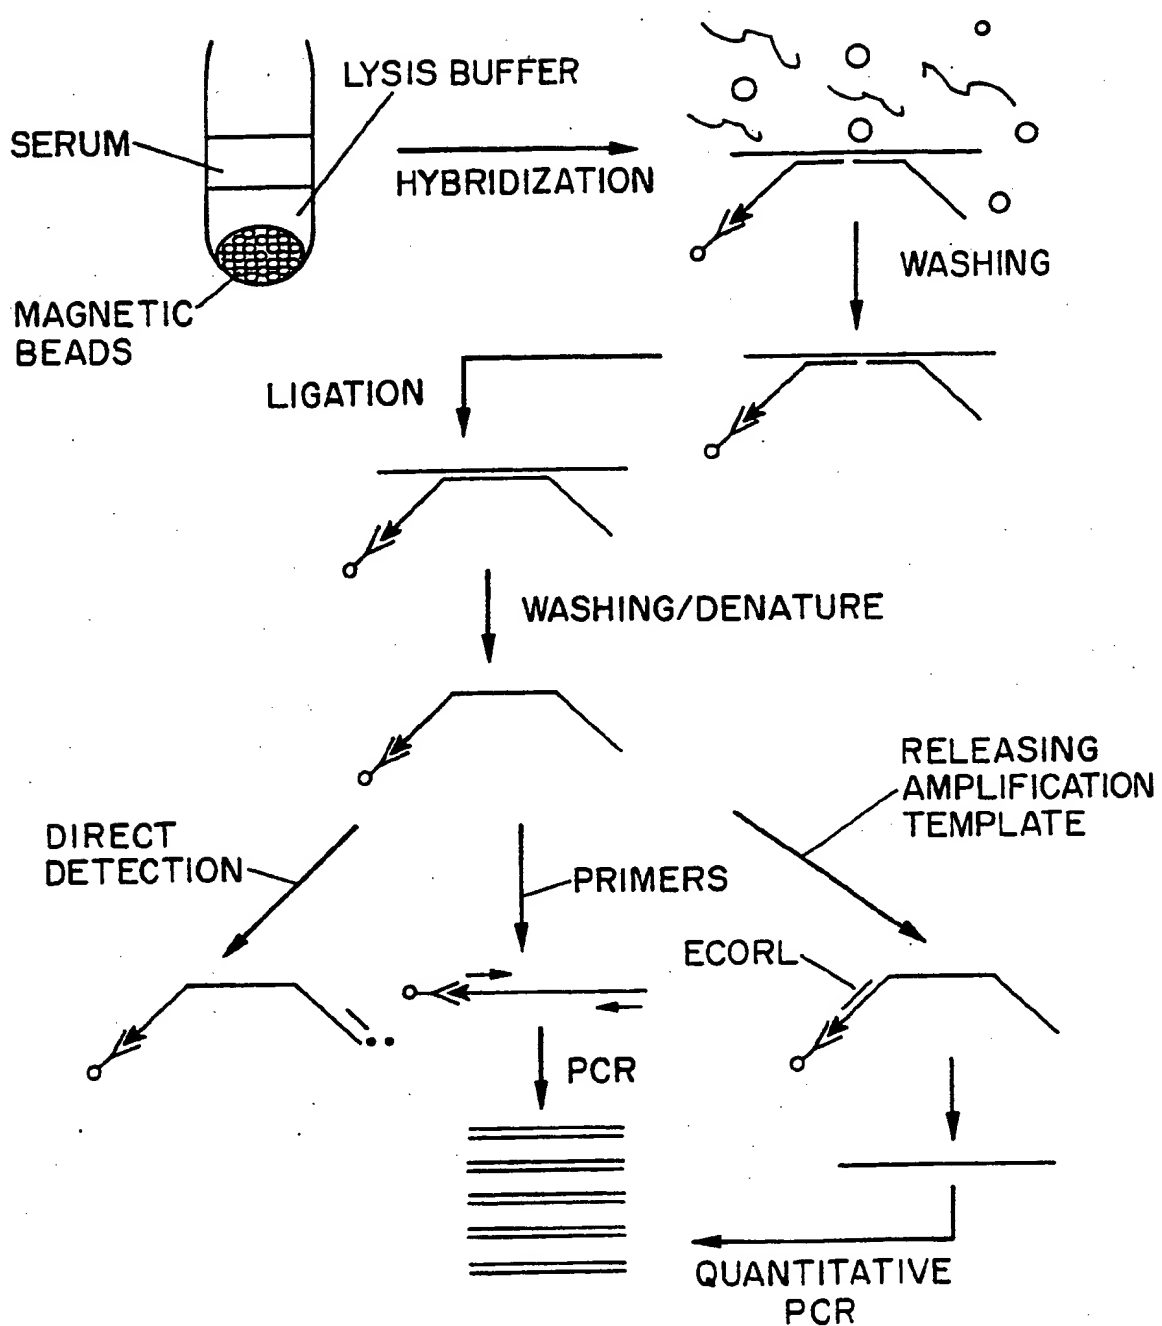 LYSIS BUFFER
SERUM
HYBRIDIZATION
WASHING
MAGNETIC
BEADS
LIGATION
WASHING/DENATURE
RELEASING
AMPLIFICATION
TEMPLATE
DIRECT
DETECTION
PRIMERS
ECORL
PCR
QUANTITATIVE
PCR